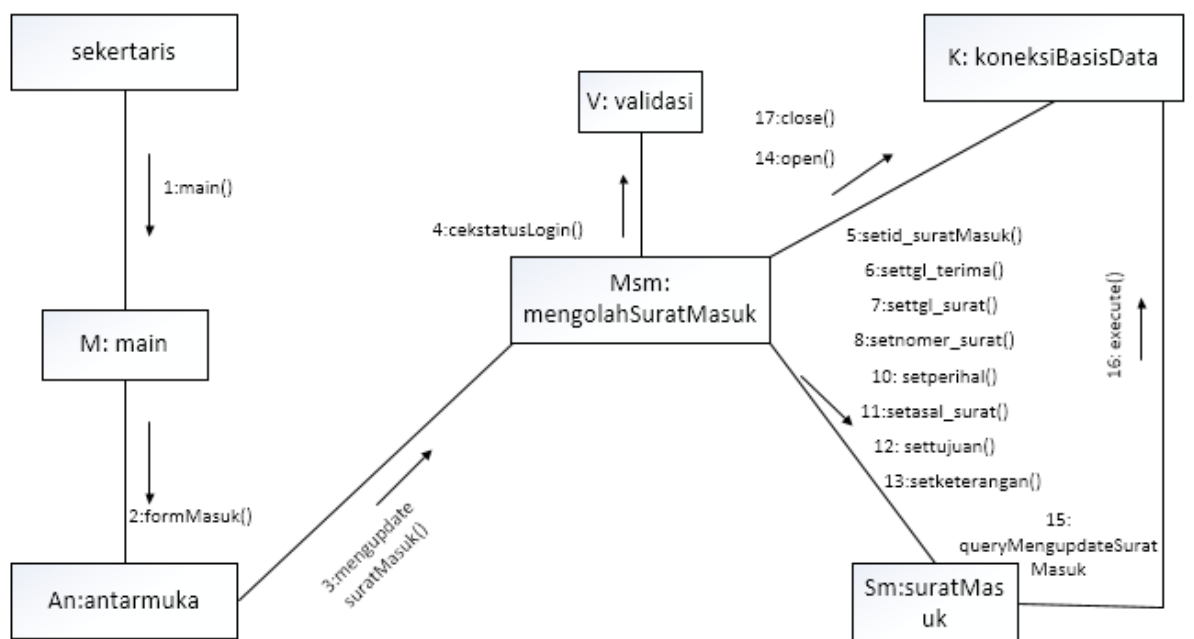 sekertaris
K: koneksiBasisData
V: validasi
17:close()
14:open()
1:main()
4:cekstatusLogin()
5:setid_suratMasuk()
6:settgl_terima()
7:settgl_surat()
8:setnomer_surat()
10: setperihal()
11:setasal_surat()
12: settujuan()
13:setketerangan()
16: execute()
Msm:
mengolahSuratMasuk
M: main
2:formMasuk()
3:mengupdate
suratMasuk()
15:
queryMengupdateSurat
Masuk
An:antarmuka
Sm:suratMas
uk